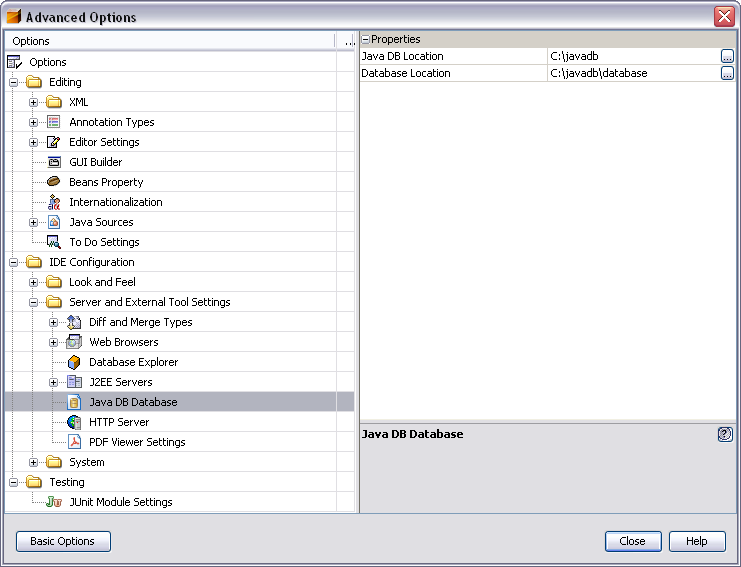 Advanced Options
Options ...
Options
Editing
XML
Annotation Types
Editor Settings
GUI Builder
Beans Property
Internationalization
Java Sources
To Do Settings
IDE Configuration
Look and Feel
Server and External Tool Settings
Diff and Merge Types
Web Browsers
Database Explorer
J2EE Servers
Java DB Database
HTTP Server
PDF Viewer Settings
System
Testing
JUnit Module Settings
Properties
Java DB Location C:\javadb ...
Database Location C:\javadb\database ...
Java DB Database ?
Basic Options Close Help